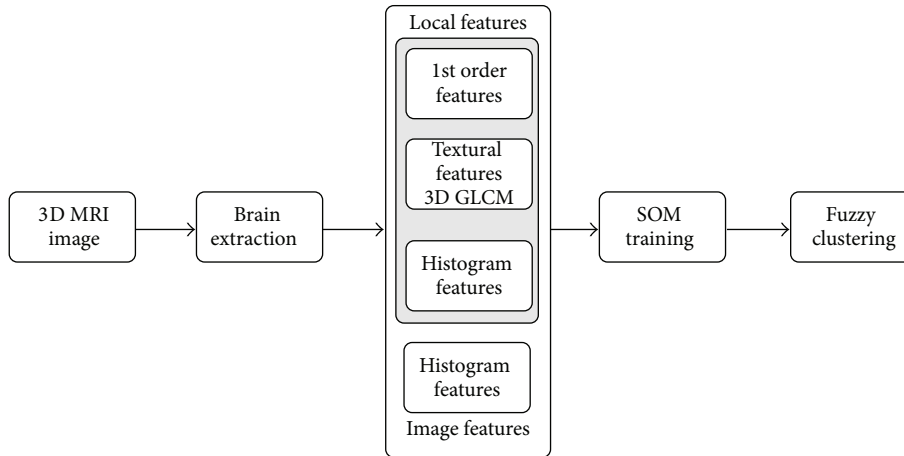 3D MRI
image
Brain
extraction
Local features
1st order
features
Textural
features
3D GLCM
Histogram
features
Histogram
features
Image features
SOM
training
Fuzzy
clustering